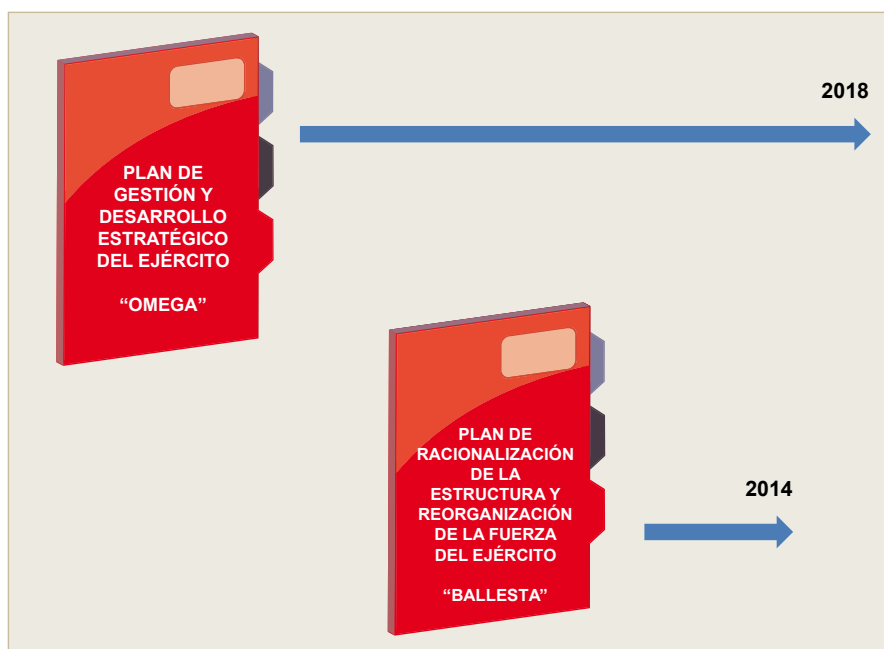 2018
PLAN DE
GESTIÓN Y
DESARROLLO
ESTRATÉGICO
DEL EJÉRCITO
“OMEGA”
PLAN DE
RACIONALIZACIÓN
DE LA
ESTRUCTURA Y
REORGANIZACIÓN
DE LA FUERZA
DEL EJÉRCITO
“BALLESTA”
2014